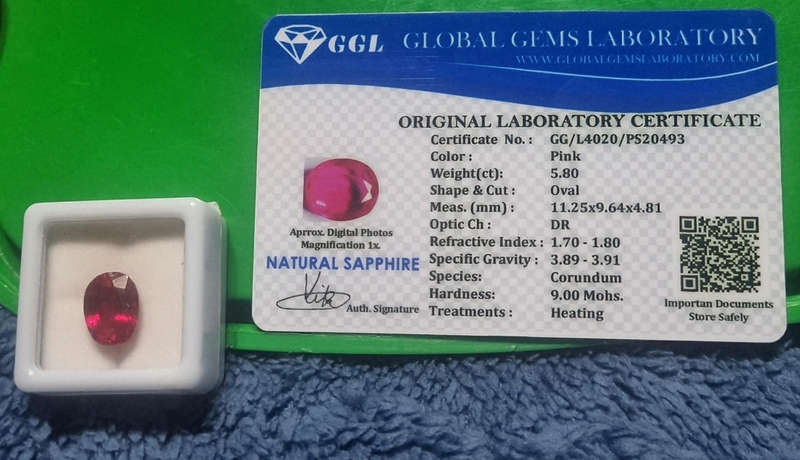 GGL GLOBAL GEMS LABORATORY
WWW.GLOBALGEMSLABORATORY.COM
ORIGINAL LABORATORY CERTIFICATE
Certificate No. : GG/L4020/PS20493
Color : Pink
Weight(ct): 5.80
Shape & Cut : Oval
Meas. (mm) : 11.25x9.64x4.81
Optic Ch : DR
Refractive Index : 1.70 - 1.80
Specific Gravity : 3.89 - 3.91
Species: Corundum
Hardness: 9.00 Mohs.
Treatments : Heating
Aprrox. Digital Photos
Magnification 1x.
NATURAL SAPPHIRE
Auth. Signature
Importan Documents
Store Safely